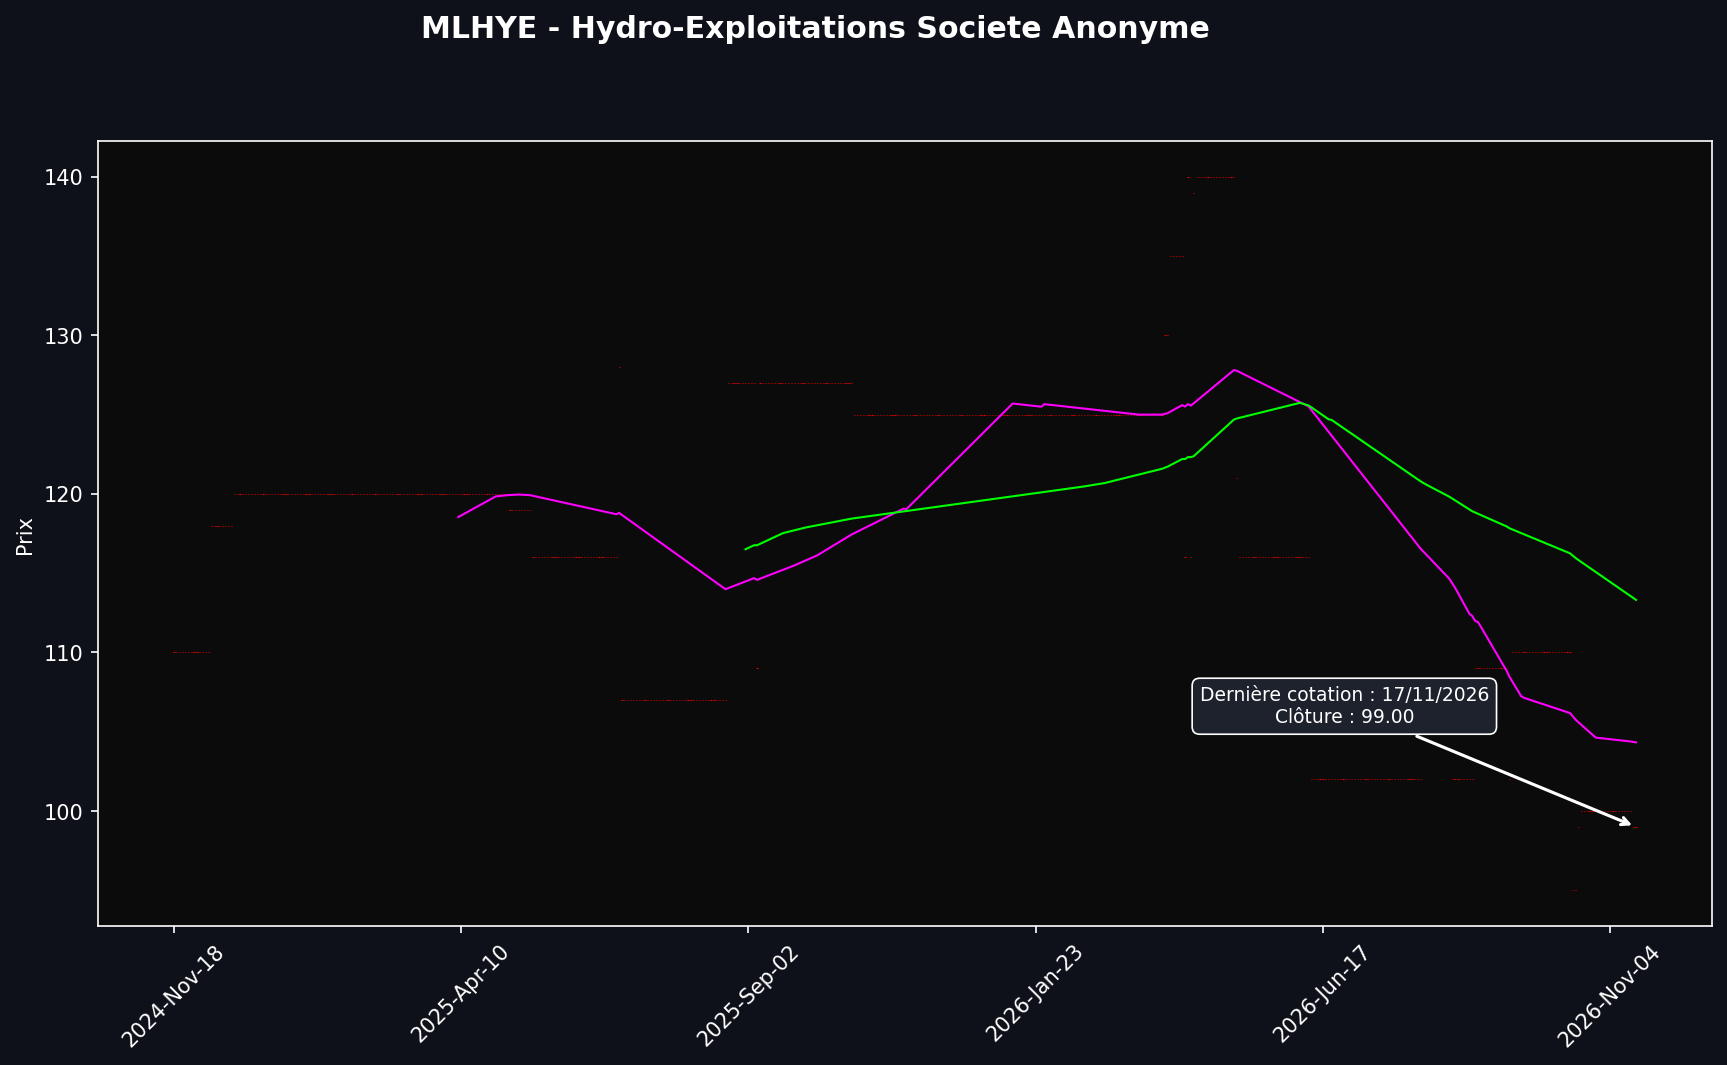 MLHYE - Hydro-Exploitations Societe Anonyme
140
130
120
110
100
Prix
Dernière cotation : 17/11/2026
Clôture : 99.00
2024-Nov-18
2025-Apr-10
2025-Sep-02
2026-Jan-23
2026-Jun-17
2026-Nov-04